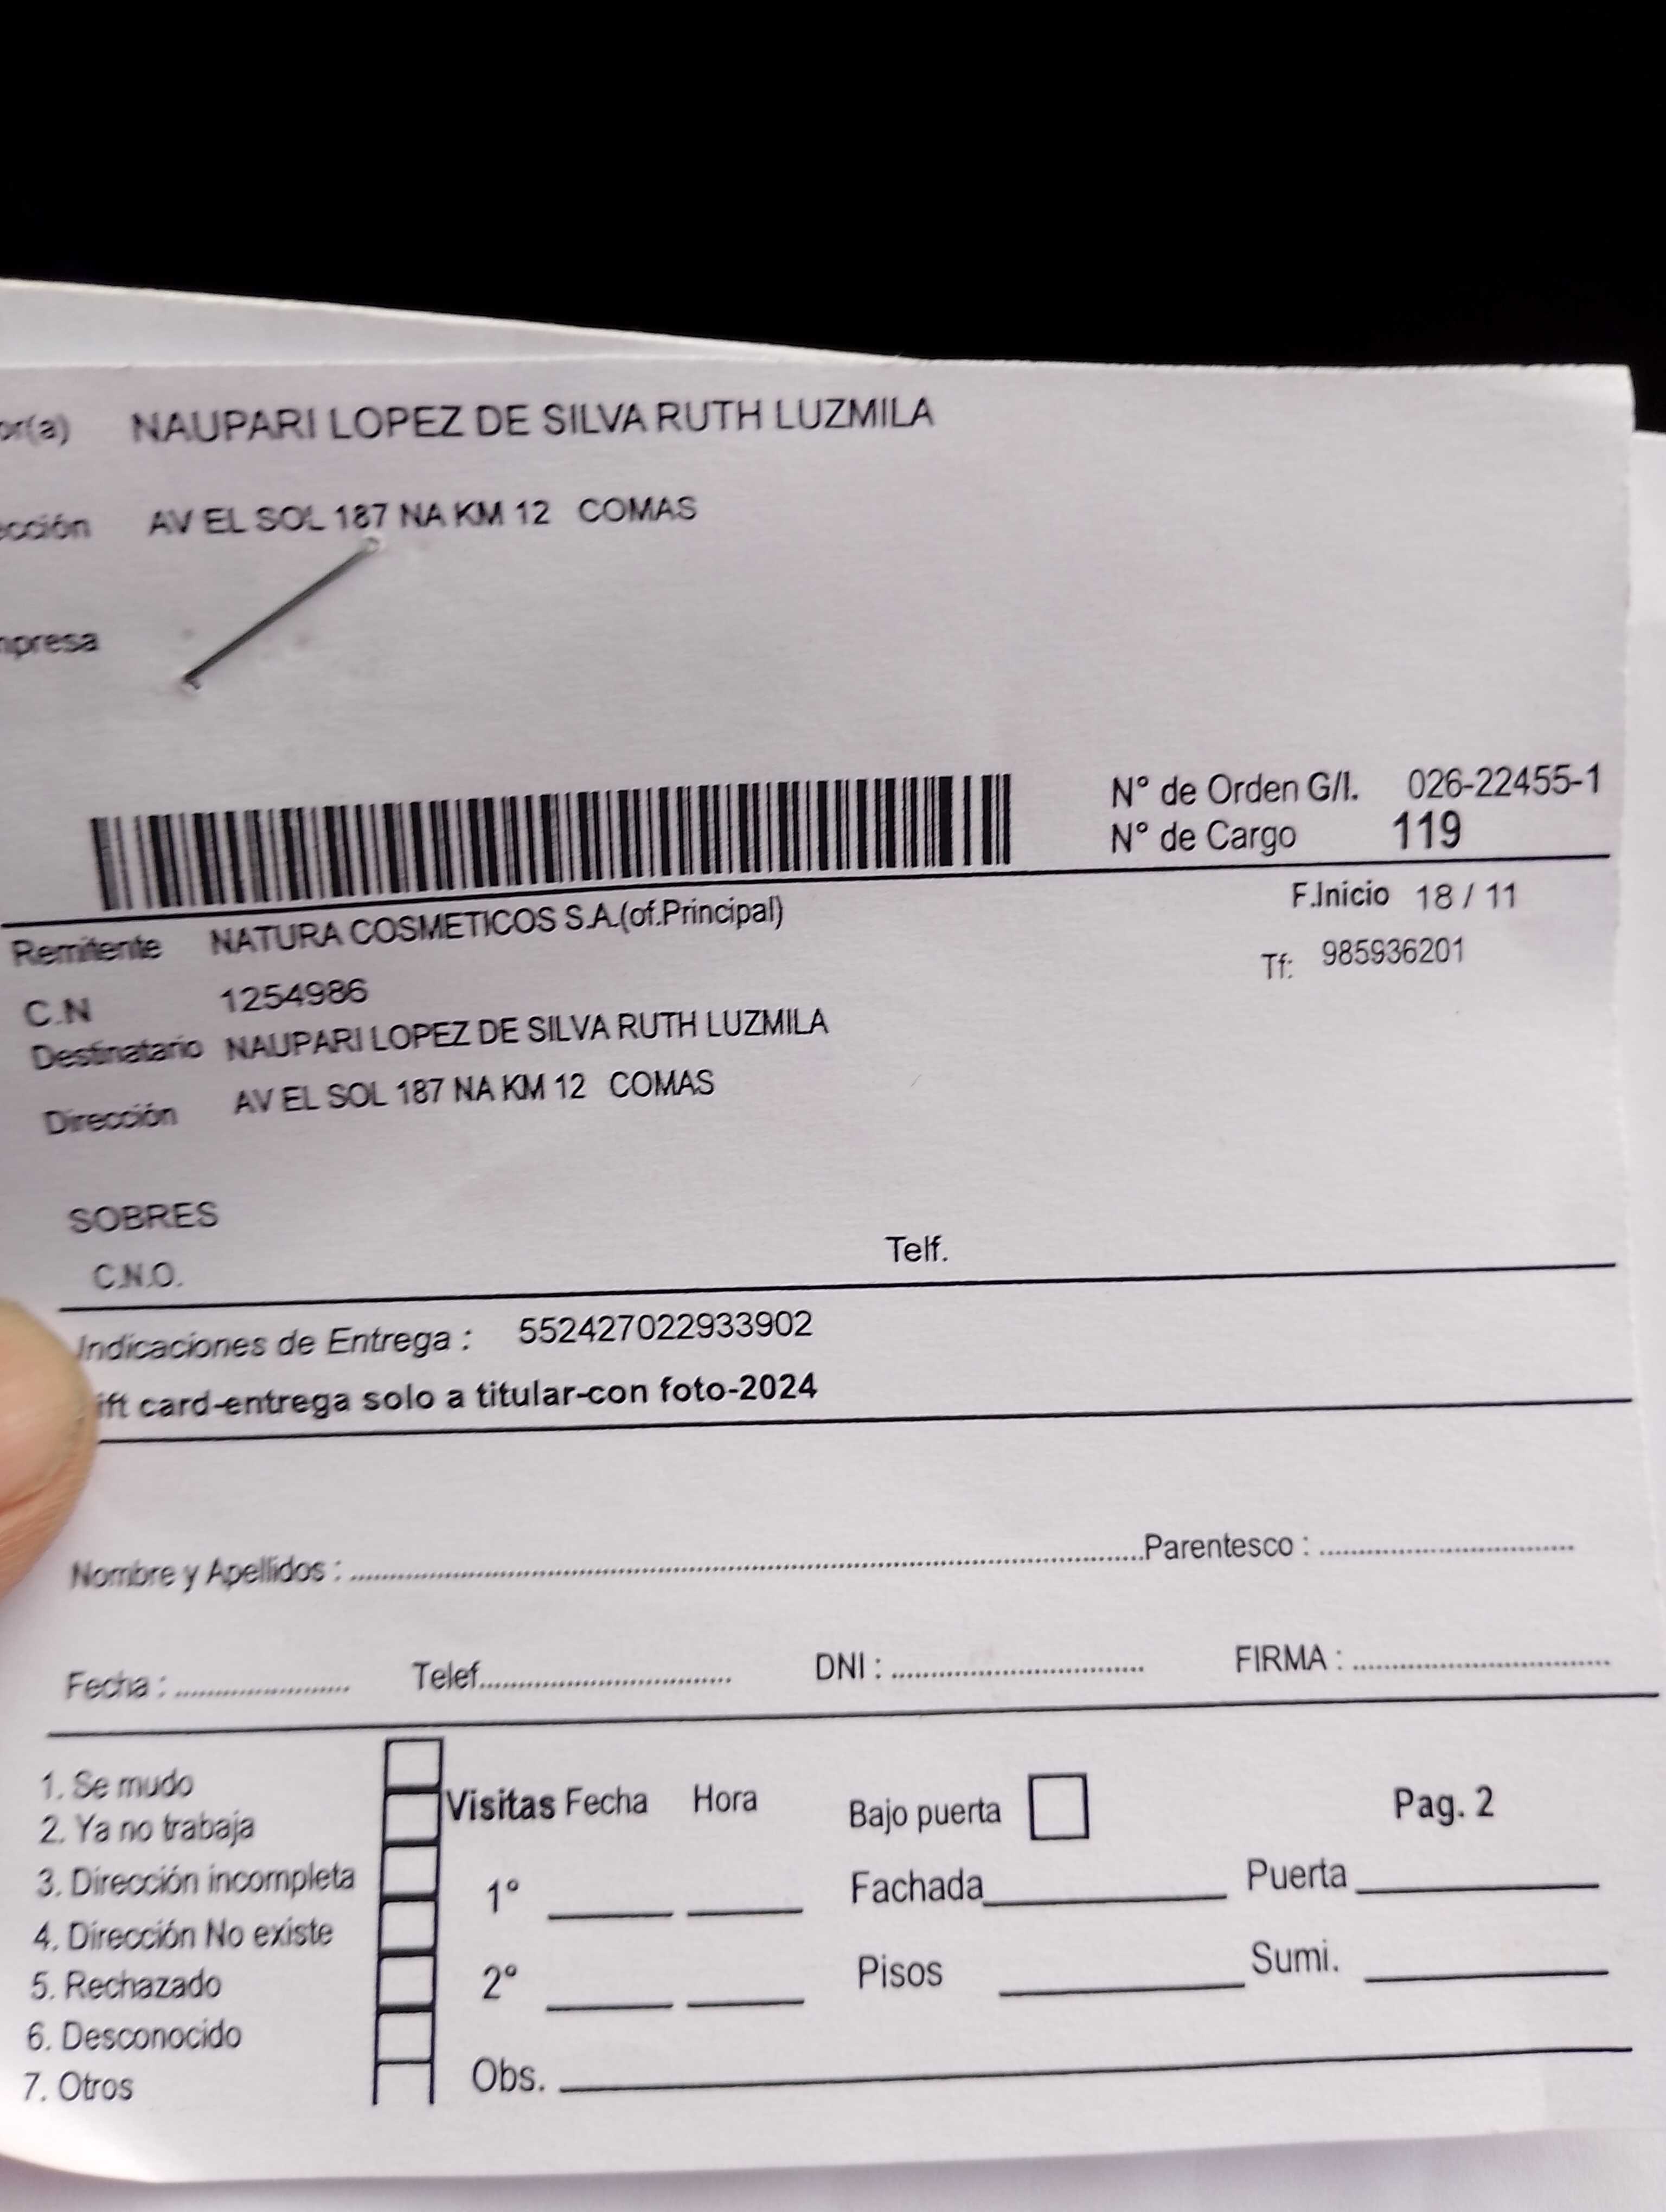 or(a) NAUPARI LOPEZ DE SILVA RUTH LUZMILA
ección AV EL SOL 187 NA KM 12 COMAS
mpresa
N° de Orden G/I. 026-22455-1
N° de Cargo 119
F.Inicio 18 / 11
Remitente NATURA COSMETICOS S.A.(of.Principal)
Tf: 985936201
C.N 1254986
Destinatario NAUPARI LOPEZ DE SILVA RUTH LUZMILA
Dirección AV EL SOL 187 NA KM 12 COMAS
SOBRES
C.N.O. Telf.
Indicaciones de Entrega : 552427022933902
ift card-entrega solo a titular-con foto-2024
Nombre y Apellidos : Parentesco :
Fecha : Telef. DNI : FIRMA :
1. Se mudo
2. Ya no trabaja
3. Dirección incompleta
4. Dirección No existe
5. Rechazado
6. Desconocido
7. Otros
Visitas Fecha Hora
1°
2°
Obs.
Bajo puerta Pag. 2
Fachada Puerta
Pisos Sumi.